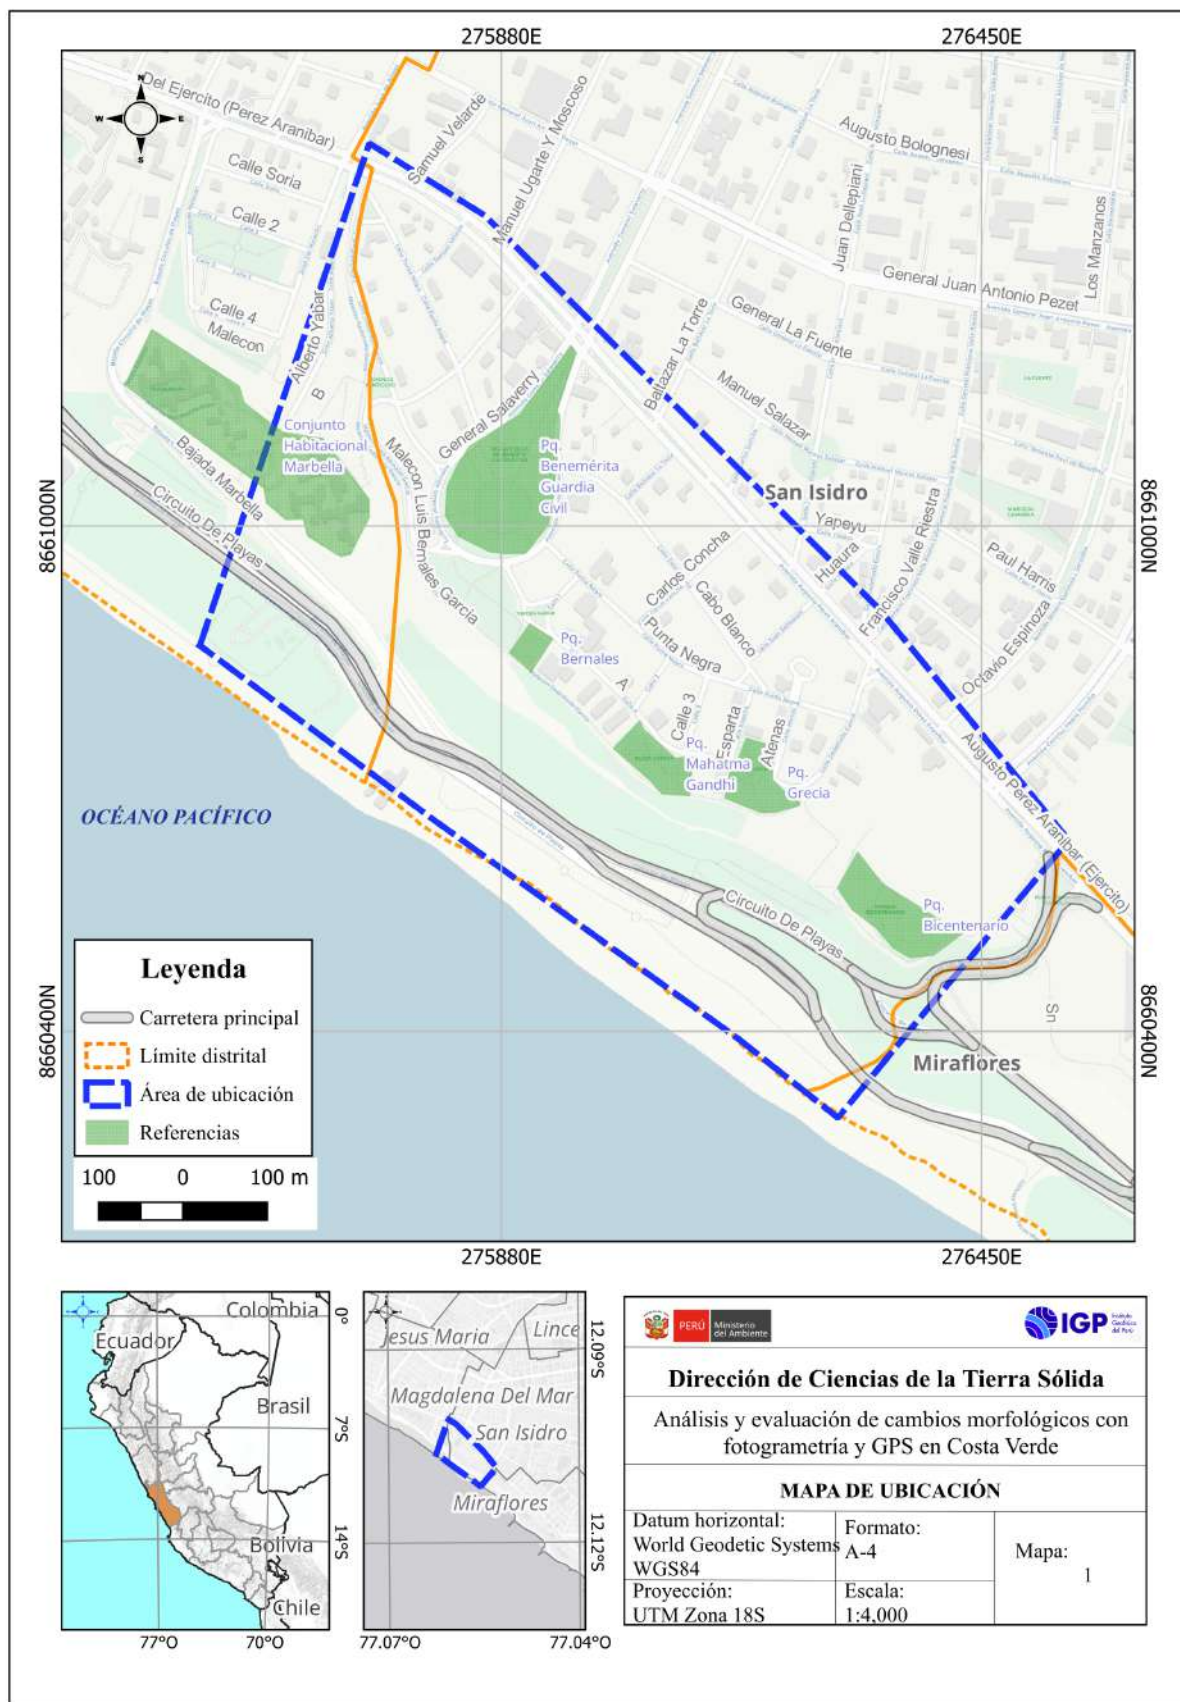 275880E
276450E
Del Ejercito (Perez Aranibar)
Samuel Velarde
Manuel Ugarte Y Moscoso
Augusto Bolognesi
Calle Soria
Calle 2
Juan Dellepiani
Los Manzanos
General Juan Antonio Pezet
Calle 4
Malecon
Alberto Yabar
B
Baltazar La Torre
General La Fuente
Manuel Salazar
General Salaverry
Conjunto
Habitacional
Marbella
Bajada Marbella
Circuito De Playas
Malecon Luis Bernales Garcia
Pq.
Benemérita
Guardia
Civil
San Isidro
Yapeyu
Huaura
Francisco Valle Riestra
Paul Harris
Octavio Espinoza
Carlos Concha
Cabo Blanco
Punta Negra
Pq.
Bernales
A
Calle 3
Esparta
Atenas
Pq.
Mahatma
Gandhi
Pq.
Grecia
Augusto Perez Aranibar (Ejercito)
8661000N
8661000N
OCÉANO PACÍFICO
Circuito De Playas
Pq.
Bicentenario
Sn
Miraflores
8660400N
8660400N
Leyenda
Carretera principal
Límite distrital
Área de ubicación
Referencias
100 0 100 m
275880E
276450E
N
W E
S
Colombia
Ecuador
Brasil
Bolivia
Chile
0°
7°S
14°S
77°O
70°O
Jesus Maria
Lince
Magdalena Del Mar
San Isidro
Miraflores
12.09°S
12.12°S
77.07°O
77.04°O
PERÚ
Ministerio
del Ambiente
IGP
Instituto
Geofísico
del Perú
Dirección de Ciencias de la Tierra Sólida
Análisis y evaluación de cambios morfológicos con
fotogrametría y GPS en Costa Verde
MAPA DE UBICACIÓN
Datum horizontal:
World Geodetic Systems
WGS84
Formato:
A-4
Mapa:
1
Proyección:
UTM Zona 18S
Escala:
1:4,000